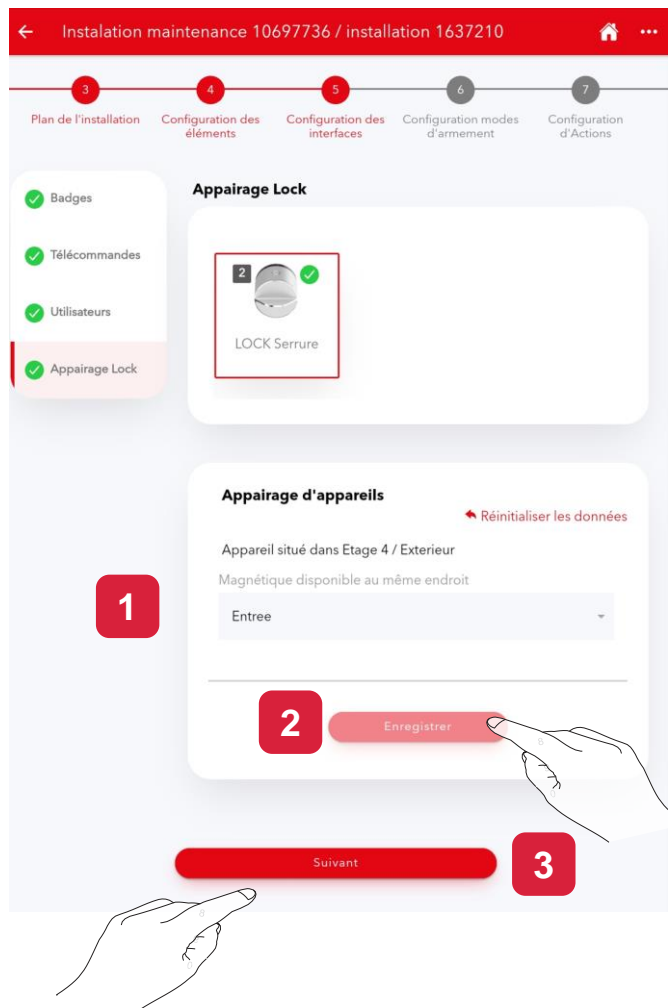 Instalation maintenance 10697736 / installation 1637210
3
4
5
6
7
Plan de l'installation
Configuration des
éléments
Configuration des
interfaces
Configuration modes
d'armement
Configuration
d'Actions
Badges
Télécommandes
Utilisateurs
Appairage Lock
Appairage Lock
2
LOCK Serrure
Appairage d'appareils
Réinitialiser les données
Appareil situé dans Etage 4 / Exterieur
Magnétique disponible au même endroit
1
Entree
2
Enregistrer
Suivant
3